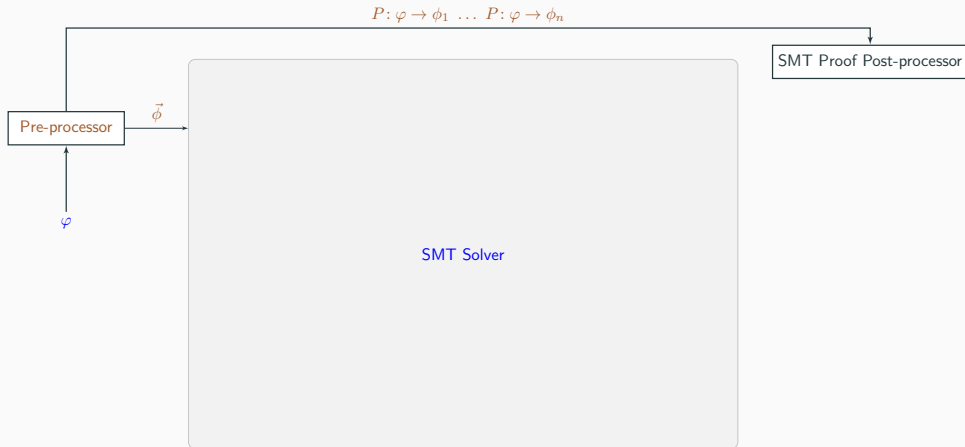 P: φ → ϕ₁ … P: φ → ϕₙ
SMT Proof Post-processor
Pre-processor
ϕ⃗
φ
SMT Solver